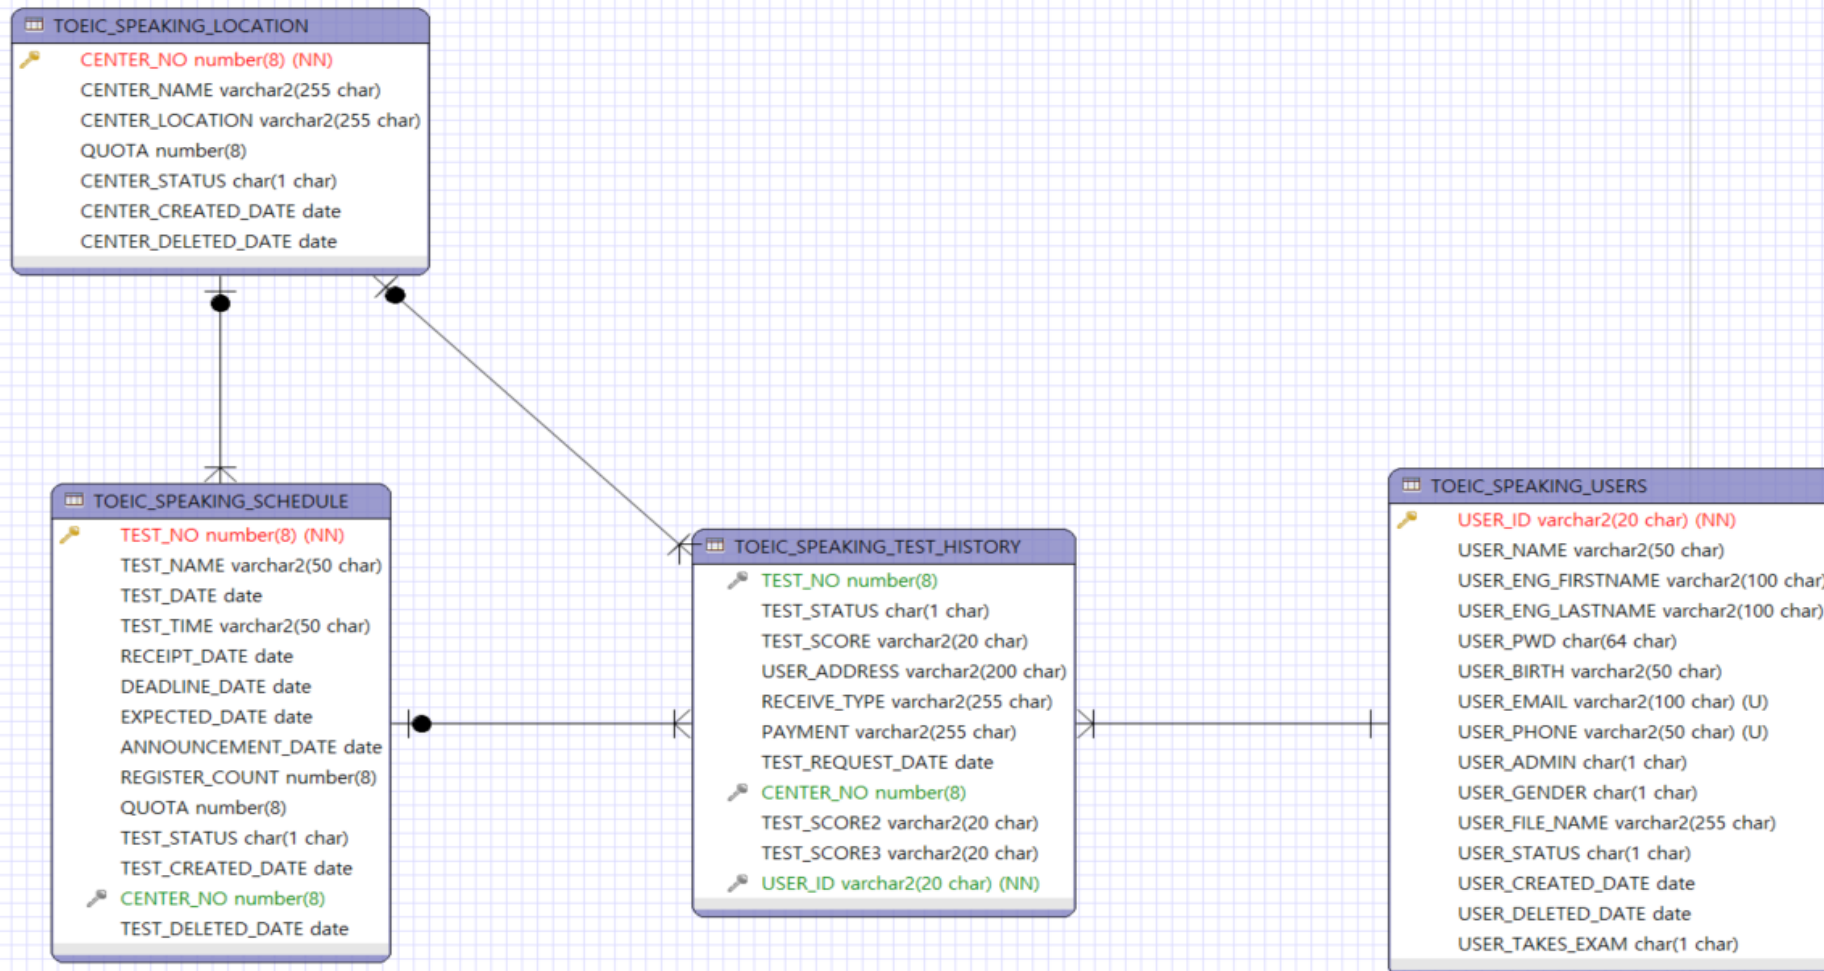 TOEIC_SPEAKING_LOCATION
CENTER_NO number(8) (NN)
CENTER_NAME varchar2(255 char)
CENTER_LOCATION varchar2(255 char)
QUOTA number(8)
CENTER_STATUS char(1 char)
CENTER_CREATED_DATE date
CENTER_DELETED_DATE date
TOEIC_SPEAKING_SCHEDULE
TEST_NO number(8) (NN)
TEST_NAME varchar2(50 char)
TEST_DATE date
TEST_TIME varchar2(50 char)
RECEIPT_DATE date
DEADLINE_DATE date
EXPECTED_DATE date
ANNOUNCEMENT_DATE date
REGISTER_COUNT number(8)
QUOTA number(8)
TEST_STATUS char(1 char)
TEST_CREATED_DATE date
CENTER_NO number(8)
TEST_DELETED_DATE date
TOEIC_SPEAKING_TEST_HISTORY
TEST_NO number(8)
TEST_STATUS char(1 char)
TEST_SCORE varchar2(20 char)
USER_ADDRESS varchar2(200 char)
RECEIVE_TYPE varchar2(255 char)
PAYMENT varchar2(255 char)
TEST_REQUEST_DATE date
CENTER_NO number(8)
TEST_SCORE2 varchar2(20 char)
TEST_SCORE3 varchar2(20 char)
USER_ID varchar2(20 char) (NN)
TOEIC_SPEAKING_USERS
USER_ID varchar2(20 char) (NN)
USER_NAME varchar2(50 char)
USER_ENG_FIRSTNAME varchar2(100 char)
USER_ENG_LASTNAME varchar2(100 char)
USER_PWD char(64 char)
USER_BIRTH varchar2(50 char)
USER_EMAIL varchar2(100 char) (U)
USER_PHONE varchar2(50 char) (U)
USER_ADMIN char(1 char)
USER_GENDER char(1 char)
USER_FILE_NAME varchar2(255 char)
USER_STATUS char(1 char)
USER_CREATED_DATE date
USER_DELETED_DATE date
USER_TAKES_EXAM char(1 char)